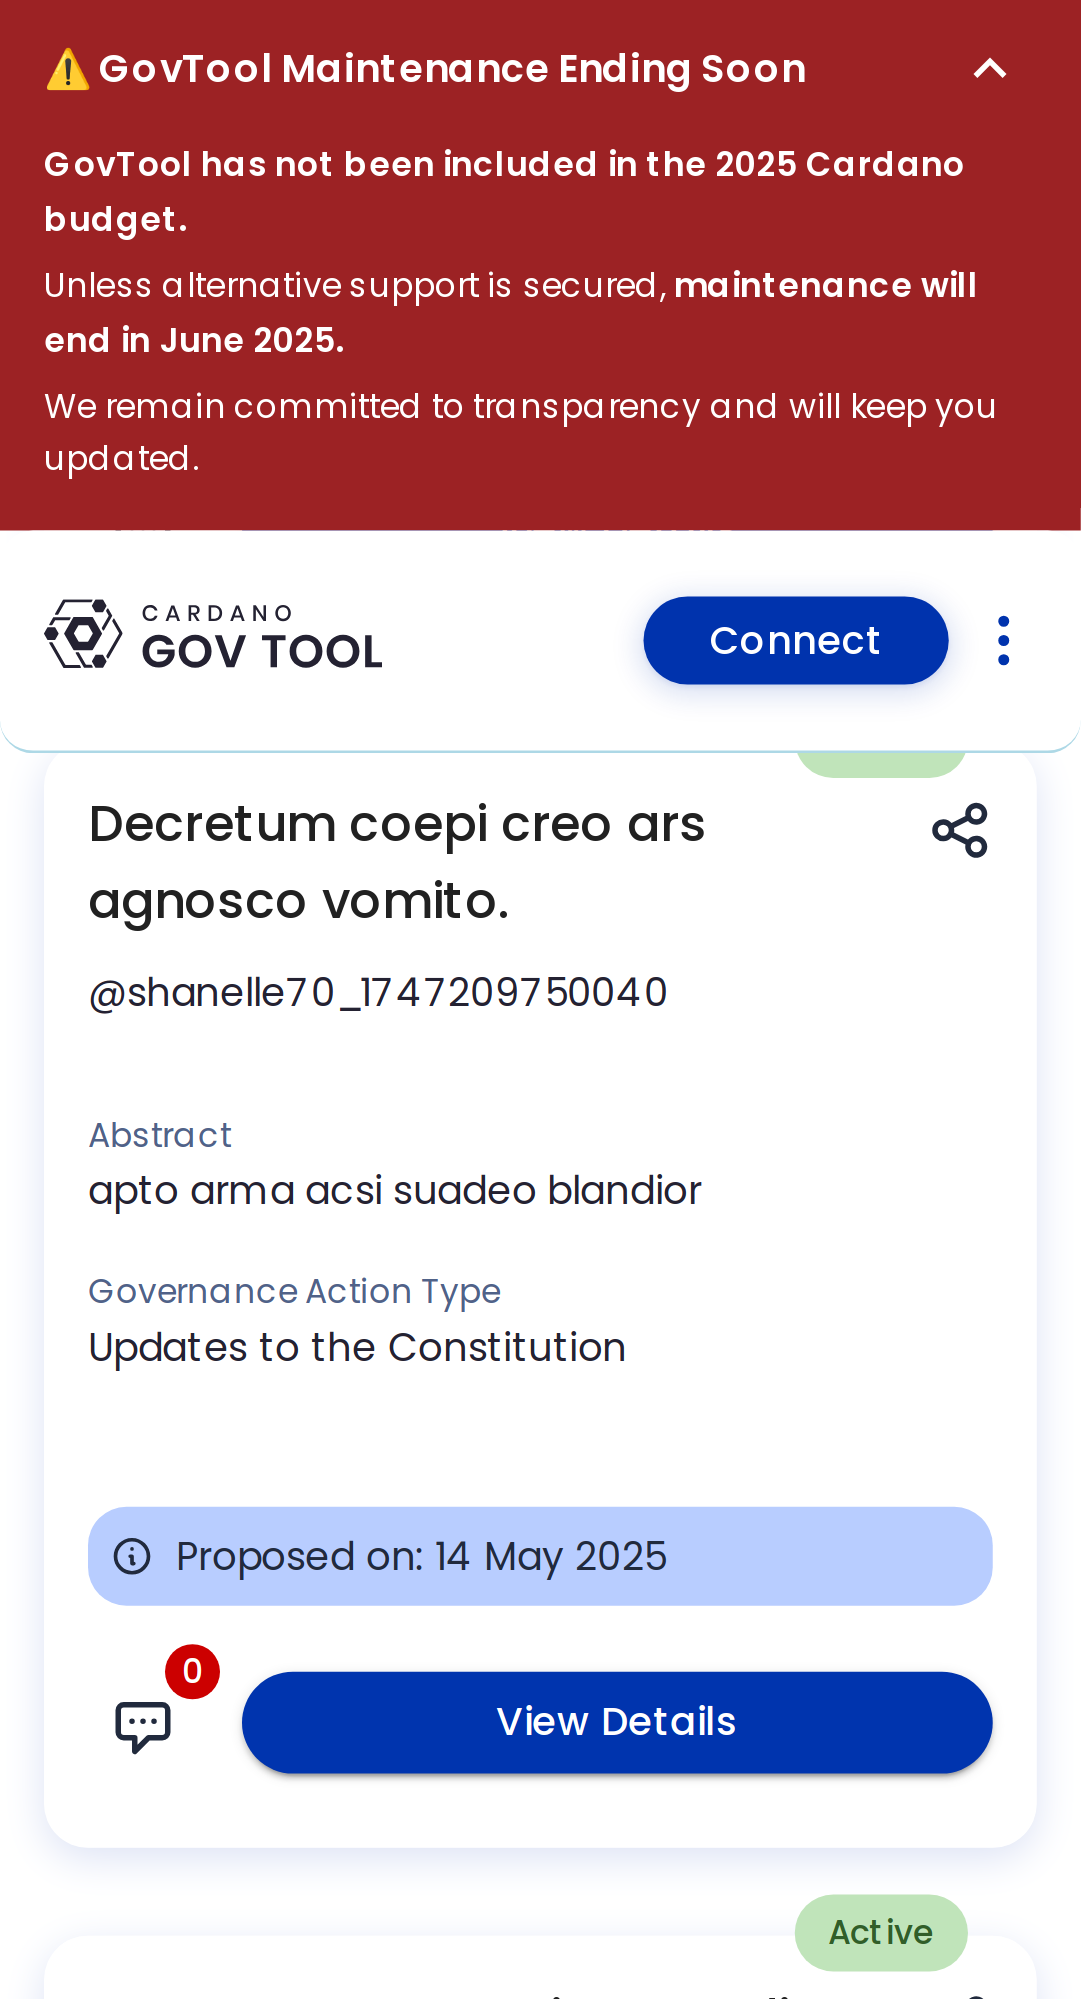 ⚠️ GovTool Maintenance Ending Soon
GovTool has not been included in the 2025 Cardano
budget.
Unless alternative support is secured, maintenance will
end in June 2025.
We remain committed to transparency and will keep you
updated.
CARDANO
GOV TOOL
Connect
Decretum coepi creo ars
agnosco vomito.
@shanelle70_1747209750040
Abstract
apto arma acsi suadeo blandior
Governance Action Type
Updates to the Constitution
Proposed on: 14 May 2025
0
View Details
Active